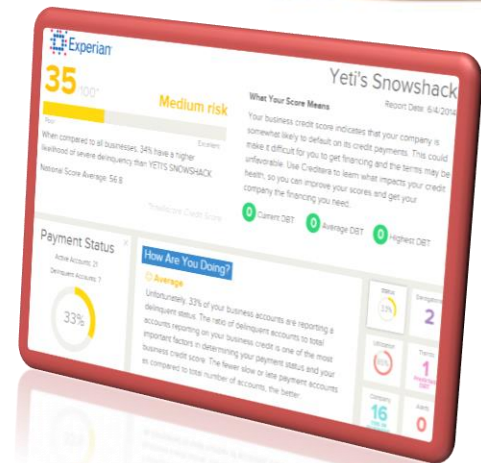 Experian
Yeti's Snowshack
Report Date: 6/4/2014
35/100
Medium risk
Poor
Excellent
When compared to all businesses, 34% have a higher
likelihood of severe delinquency than YETI'S SNOWSHACK
National Score Average: 56.8
What Your Score Means
Your business credit score indicates that your company is
somewhat likely to default on its credit payments. This could
make it difficult for you to get financing and the terms may be
unfavorable. Use Creditera to learn what impacts your credit
health, so you can improve your scores and get your
company the financing you need.
0 Current DBT
0 Average DBT
0 Highest DBT
Payment Status
Active Accounts: 21
Delinquent Accounts: 7
33%
How Are You Doing?
Average
Unfortunately, 33% of your business accounts are reporting a
delinquent status. The ratio of delinquent accounts to total
accounts reporting on your business credit is one of the most
important factors in determining your payment status and your
business credit score. The fewer slow or late payment accounts
as compared to total number of accounts, the better.
Status
33%
2
Utilization
Trends
1
DBT
Company
16
Alerts
0